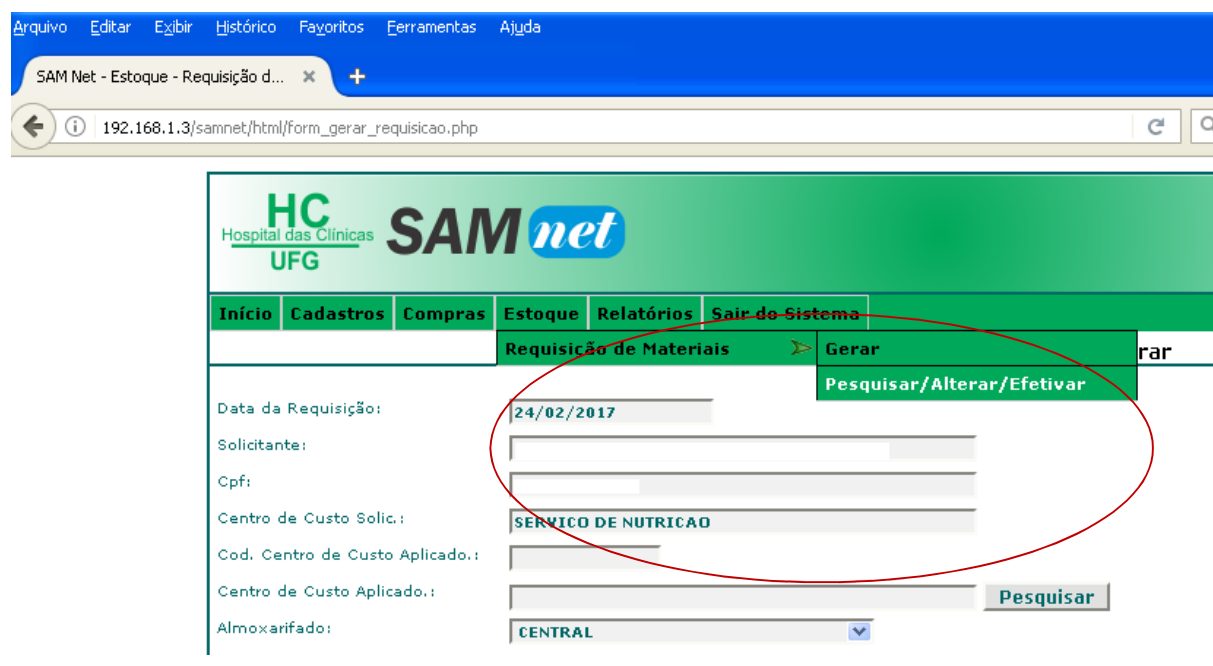 Arquivo Editar Exibir Histórico Favoritos Ferramentas Ajuda
SAM Net - Estoque - Requisição d...
192.168.1.3/samnet/html/form_gerar_requisicao.php
HC
Hospital das Clínicas
UFG
SAM net
Início Cadastros Compras Estoque Relatórios Sair do Sistema
Requisição de Materiais Gerar rar
Pesquisar/Alterar/Efetivar
Data da Requisição: 24/02/2017
Solicitante:
Cpf:
Centro de Custo Solic.: SERVICO DE NUTRICAO
Cod. Centro de Custo Aplicado.:
Centro de Custo Aplicado.: Pesquisar
Almoxarifado: CENTRAL